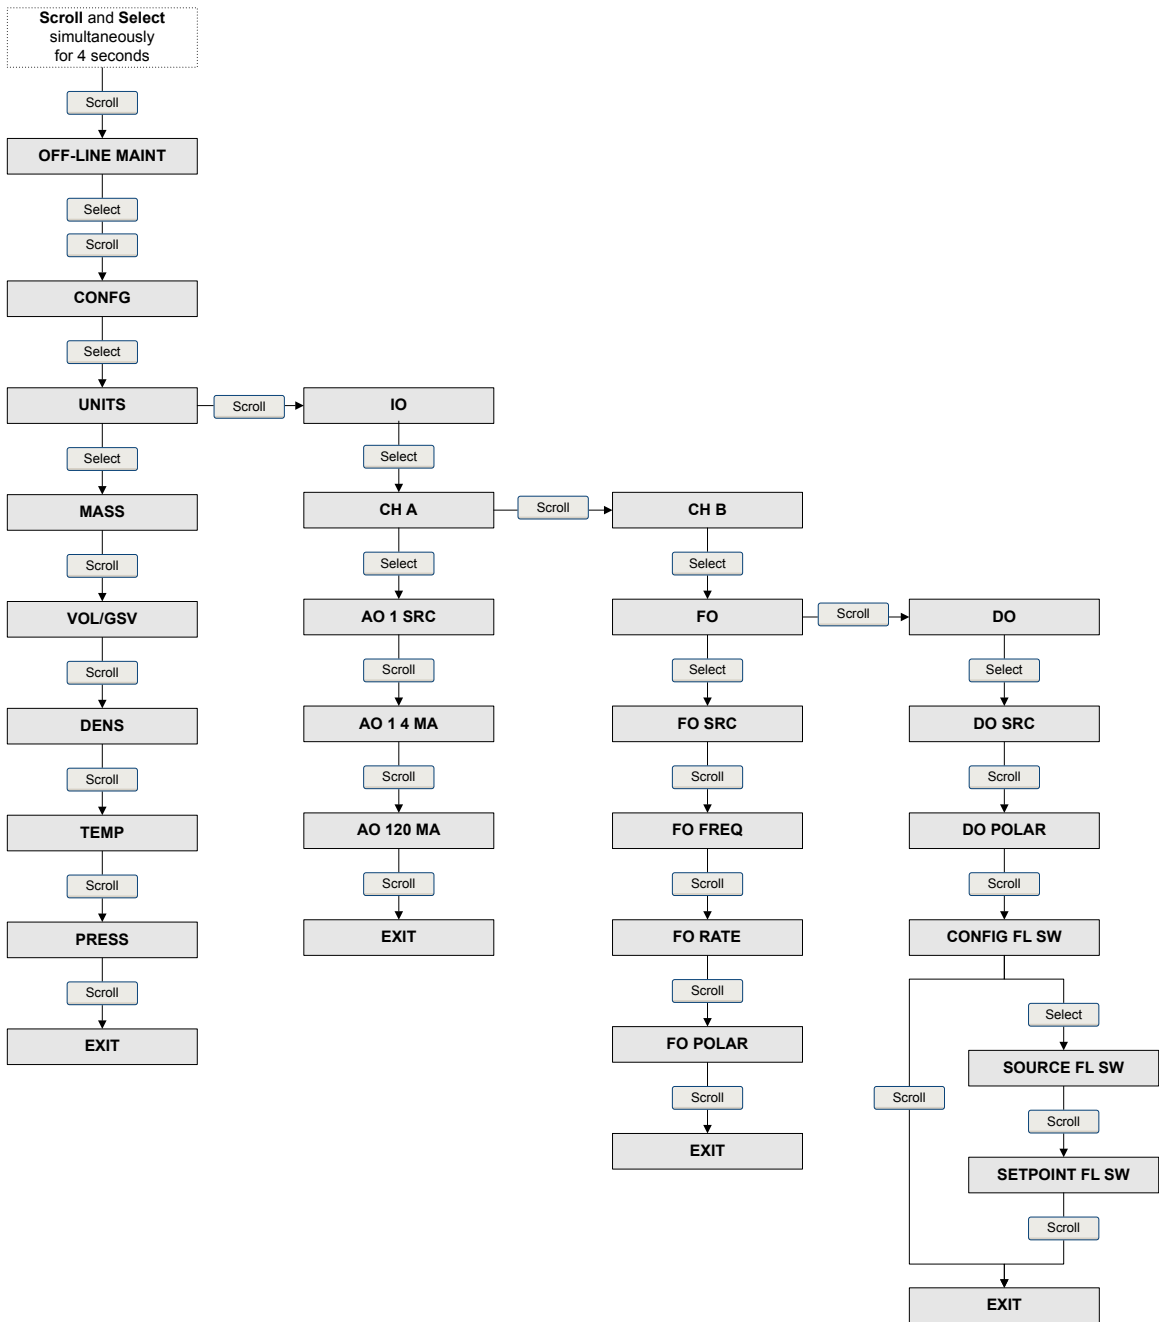 Scroll and Select
simultaneously
for 4 seconds
Scroll
OFF-LINE MAINT
Select
Scroll
CONFG
Select
UNITS
Scroll
IO
Select
Select
MASS
CH A
Scroll
CH B
Scroll
Select
Select
VOL/GSV
AO 1 SRC
FO
Scroll
DO
Scroll
Scroll
Select
Select
DENS
AO 1 4 MA
FO SRC
DO SRC
Scroll
Scroll
Scroll
Scroll
TEMP
AO 120 MA
FO FREQ
DO POLAR
Scroll
Scroll
Scroll
Scroll
PRESS
EXIT
FO RATE
CONFIG FL SW
Scroll
Scroll
Select
EXIT
FO POLAR
SOURCE FL SW
Scroll
Scroll
Scroll
EXIT
SETPOINT FL SW
Scroll
EXIT